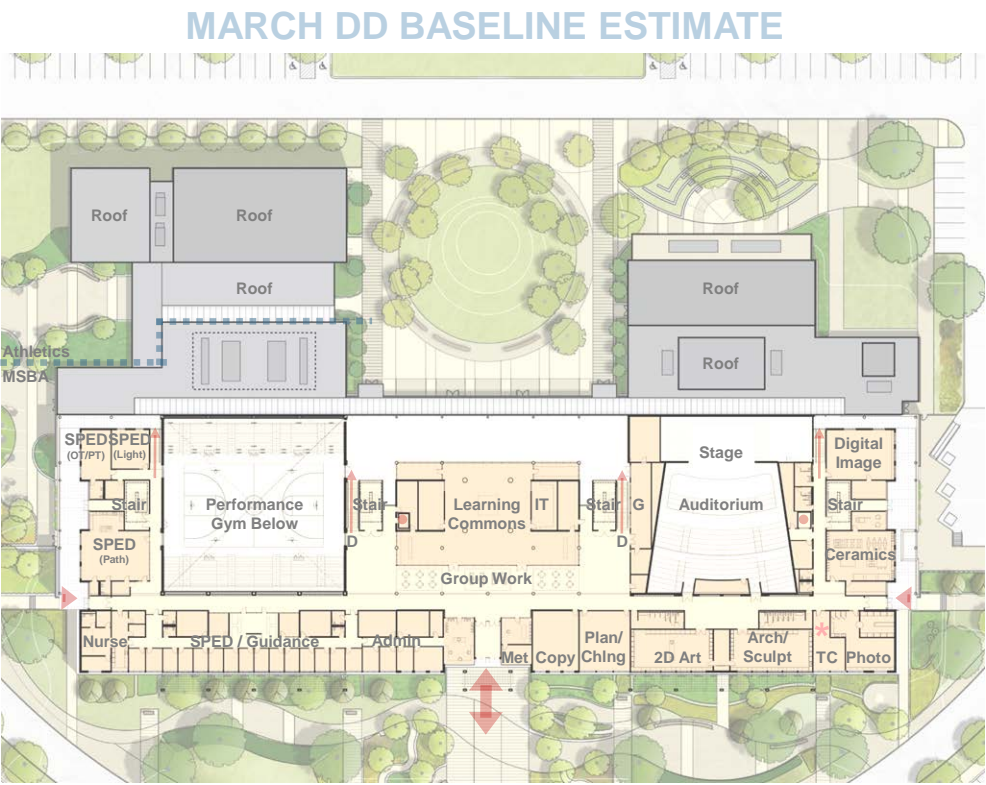 MARCH DD BASELINE ESTIMATE
Roof
Roof
Roof
Roof
Roof
Athletics
MSBA
SPED
(OT/PT)
SPED
(Light)
Stage
Digital
Image
Stair
Performance
Gym Below
Stair
Learning
Commons
IT
Stair
G
Auditorium
Stair
D
D
SPED
(Path)
Ceramics
Group Work
Nurse
SPED / Guidance
Admin
Met
Copy
Plan/
Chlng
2D Art
Arch/
Sculpt
*
TC
Photo